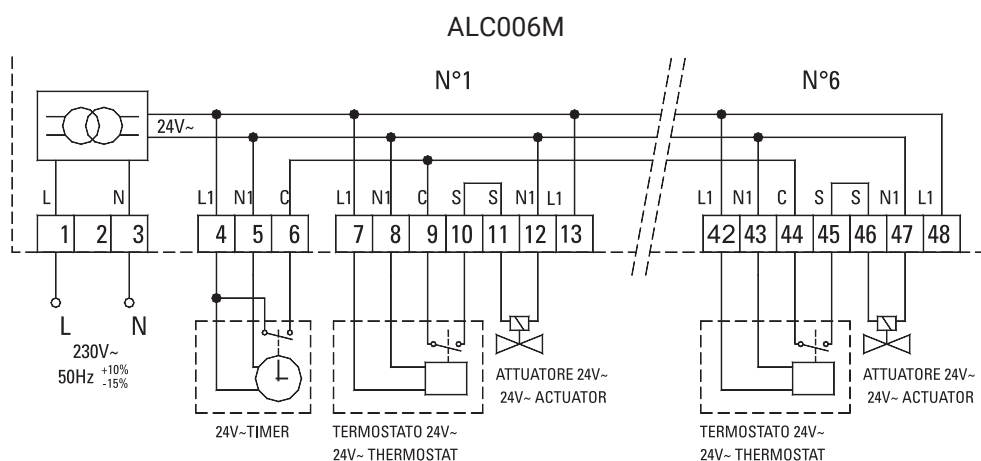 ALC006M
N°1
N°6
24V~
L N
L1 N1 C
L1 N1 C S S N1 L1
L1 N1 C S S N1 L1
1 2 3
4 5 6
7 8 9 10 11 12 13
42 43 44 45 46 47 48
L N
230V~
50Hz +10%
-15%
24V~TIMER
TERMOSTATO 24V~
24V~ THERMOSTAT
ATTUATORE 24V~
24V~ ACTUATOR
TERMOSTATO 24V~
24V~ THERMOSTAT
ATTUATORE 24V~
24V~ ACTUATOR